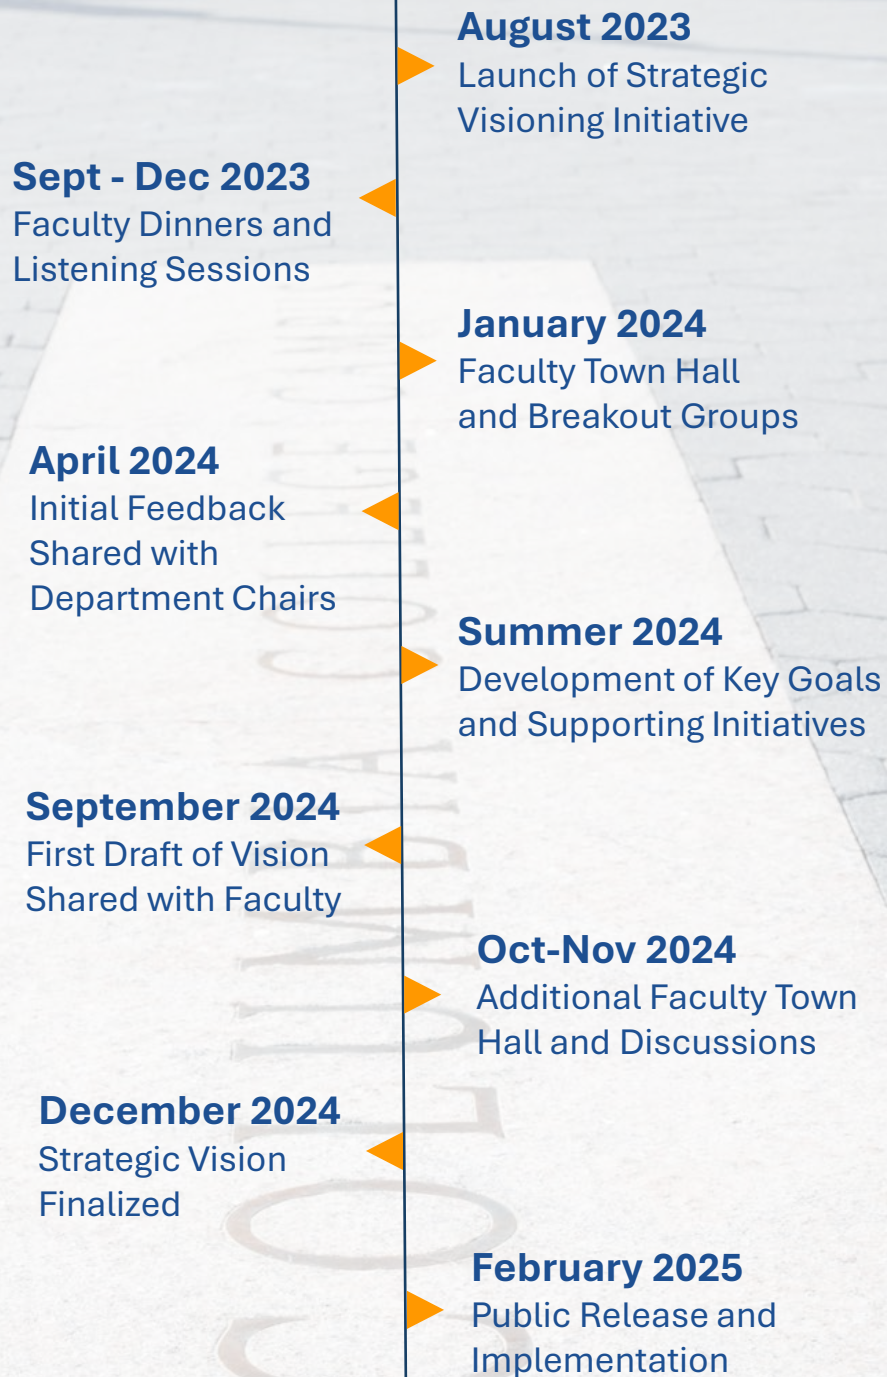 August 2023
Launch of Strategic
Visioning Initiative
Sept - Dec 2023
Faculty Dinners and
Listening Sessions
January 2024
Faculty Town Hall
and Breakout Groups
April 2024
Initial Feedback
Shared with
Department Chairs
Summer 2024
Development of Key Goals
and Supporting Initiatives
September 2024
First Draft of Vision
Shared with Faculty
Oct-Nov 2024
Additional Faculty Town
Hall and Discussions
December 2024
Strategic Vision
Finalized
February 2025
Public Release and
Implementation
COLUMBIA COLLEGE